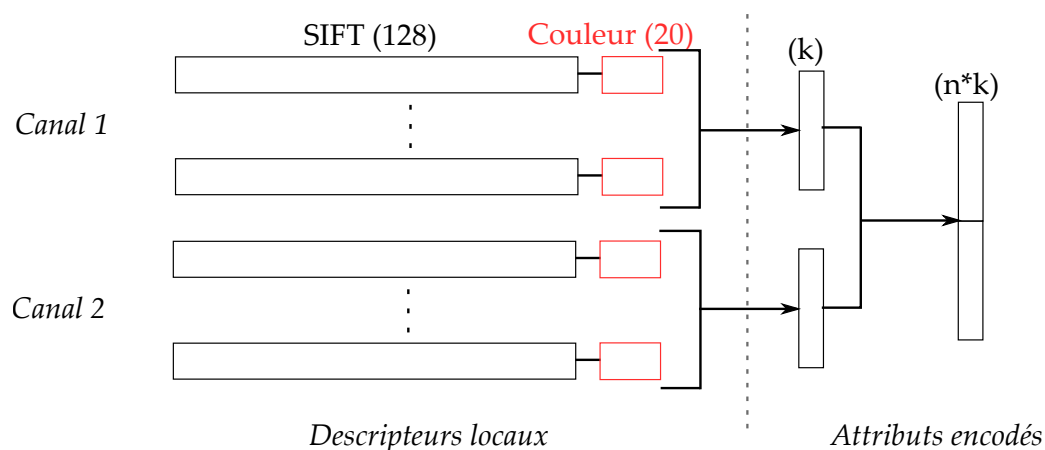 SIFT (128)
Couleur (20)
(k)
(n*k)
Canal 1
Canal 2
Descripteurs locaux
Attributs encodés